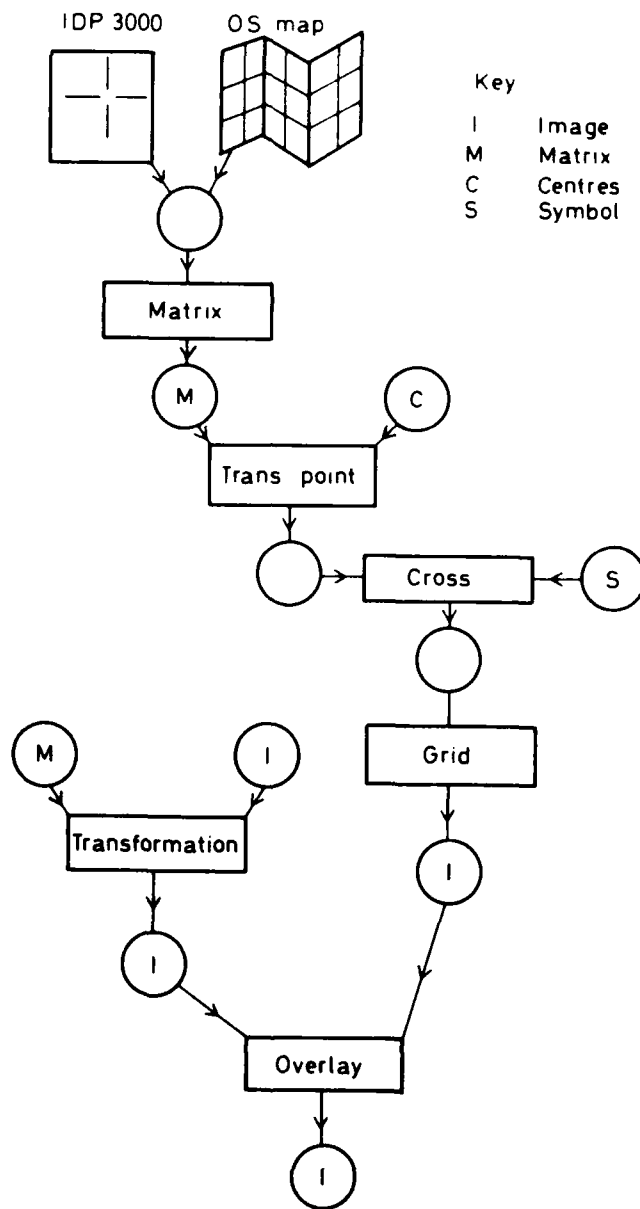 IDP 3000
OS map
Key
I Image
M Matrix
C Centres
S Symbol
Matrix
M
C
Trans point
Cross
S
Grid
M
I
Transformation
I
I
Overlay
I